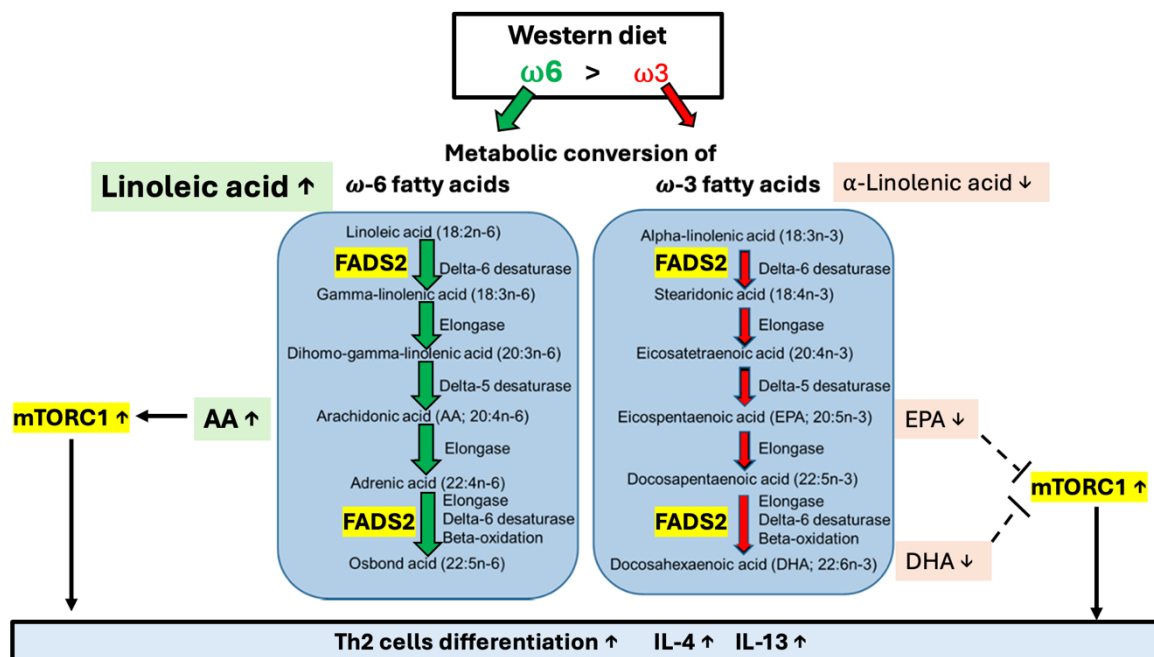 Western diet
ω6 > ω3
Metabolic conversion of
Linoleic acid ↑
ω-6 fatty acids
ω-3 fatty acids
α-Linolenic acid ↓
Linoleic acid (18:2n-6)
FADS2
Delta-6 desaturase
Gamma-linolenic acid (18:3n-6)
Elongase
Dihomo-gamma-linolenic acid (20:3n-6)
Delta-5 desaturase
Arachidonic acid (AA; 20:4n-6)
Elongase
Adrenic acid (22:4n-6)
FADS2
Elongase
Delta-6 desaturase
Beta-oxidation
Osbond acid (22:5n-6)
Alpha-linolenic acid (18:3n-3)
FADS2
Delta-6 desaturase
Stearidonic acid (18:4n-3)
Elongase
Eicosatetraenoic acid (20:4n-3)
Delta-5 desaturase
Eicospentaenoic acid (EPA; 20:5n-3)
Elongase
Docosapentaenoic acid (22:5n-3)
FADS2
Elongase
Delta-6 desaturase
Beta-oxidation
Docosahexaenoic acid (DHA; 22:6n-3)
mTORC1 ↑
AA ↑
EPA ↓
mTORC1 ↑
DHA ↓
Th2 cells differentiation ↑ IL-4 ↑ IL-13 ↑